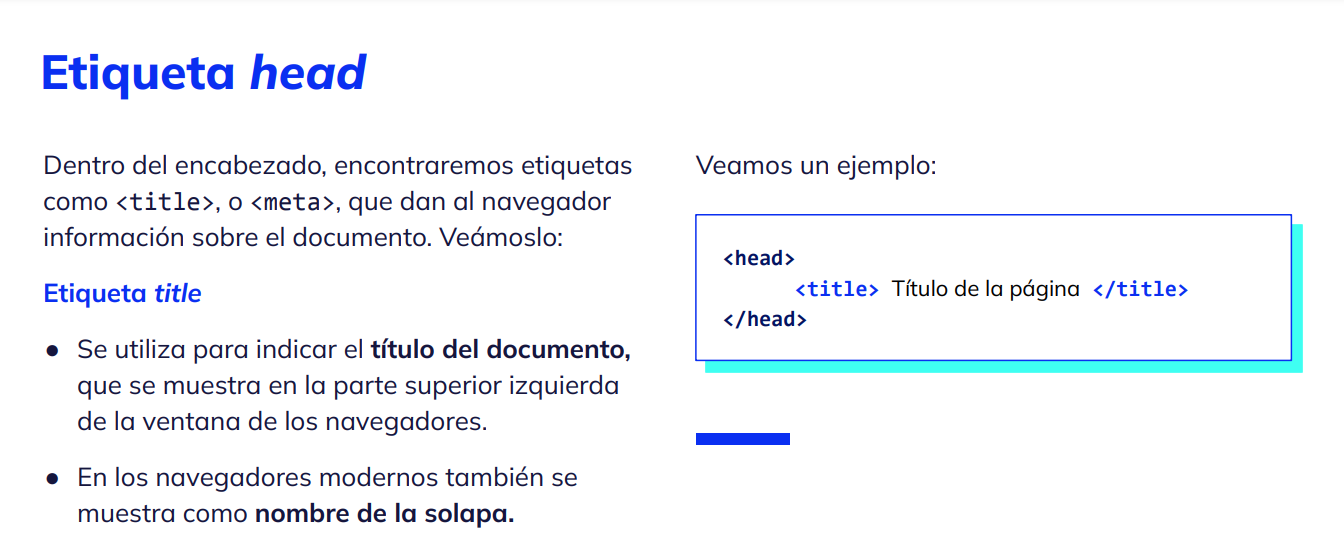 Etiqueta head
Dentro del encabezado, encontraremos etiquetas
como <title>, o <meta>, que dan al navegador
información sobre el documento. Veámoslo:
Etiqueta title
● Se utiliza para indicar el título del documento,
que se muestra en la parte superior izquierda
de la ventana de los navegadores.
● En los navegadores modernos también se
muestra como nombre de la solapa.
Veamos un ejemplo:
<head>
<title> Título de la página </title>
</head>